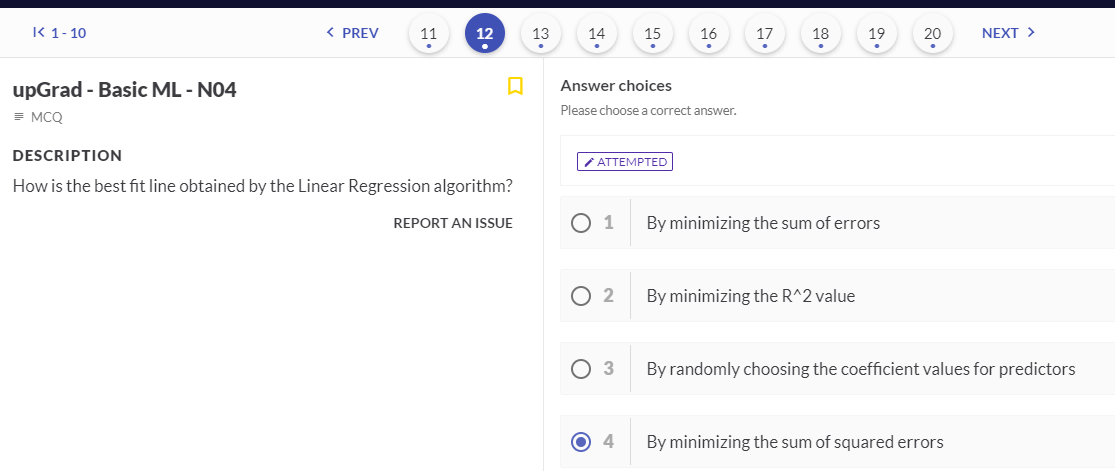 1 - 10 PREV 11 12 13 14 15 16 17 18 19 20 NEXT
upGrad - Basic ML - N04
MCQ
DESCRIPTION
How is the best fit line obtained by the Linear Regression algorithm?
REPORT AN ISSUE
Answer choices
Please choose a correct answer.
ATTEMPTED
1 By minimizing the sum of errors
2 By minimizing the R^2 value
3 By randomly choosing the coefficient values for predictors
4 By minimizing the sum of squared errors